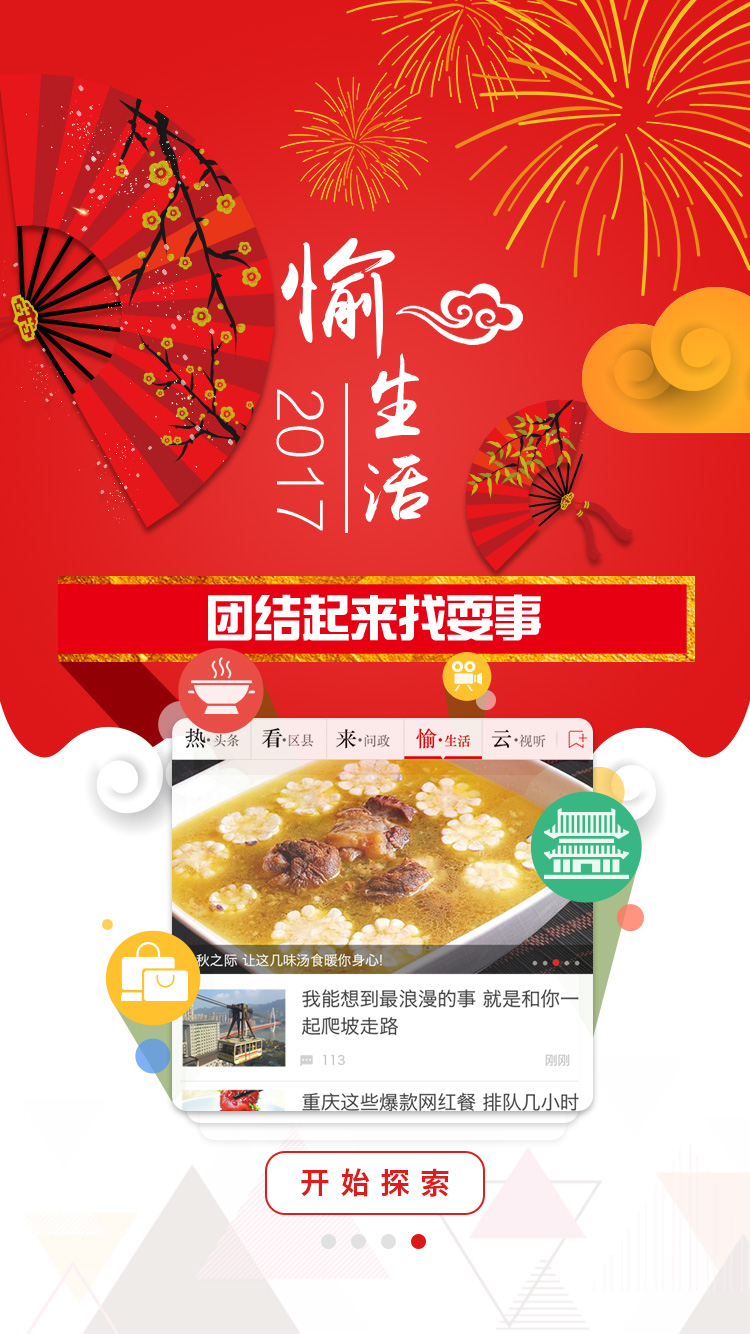 愉
生活
2017
团结起来找耍事
热·头条 看·区县 来·问政 愉·生活 云·视听
秋之际 让这几味汤食暖你身心!
我能想到最浪漫的事 就是和你一
起爬坡走路
113 刚刚
重庆这些爆款网红餐 排队几小时
开始探索